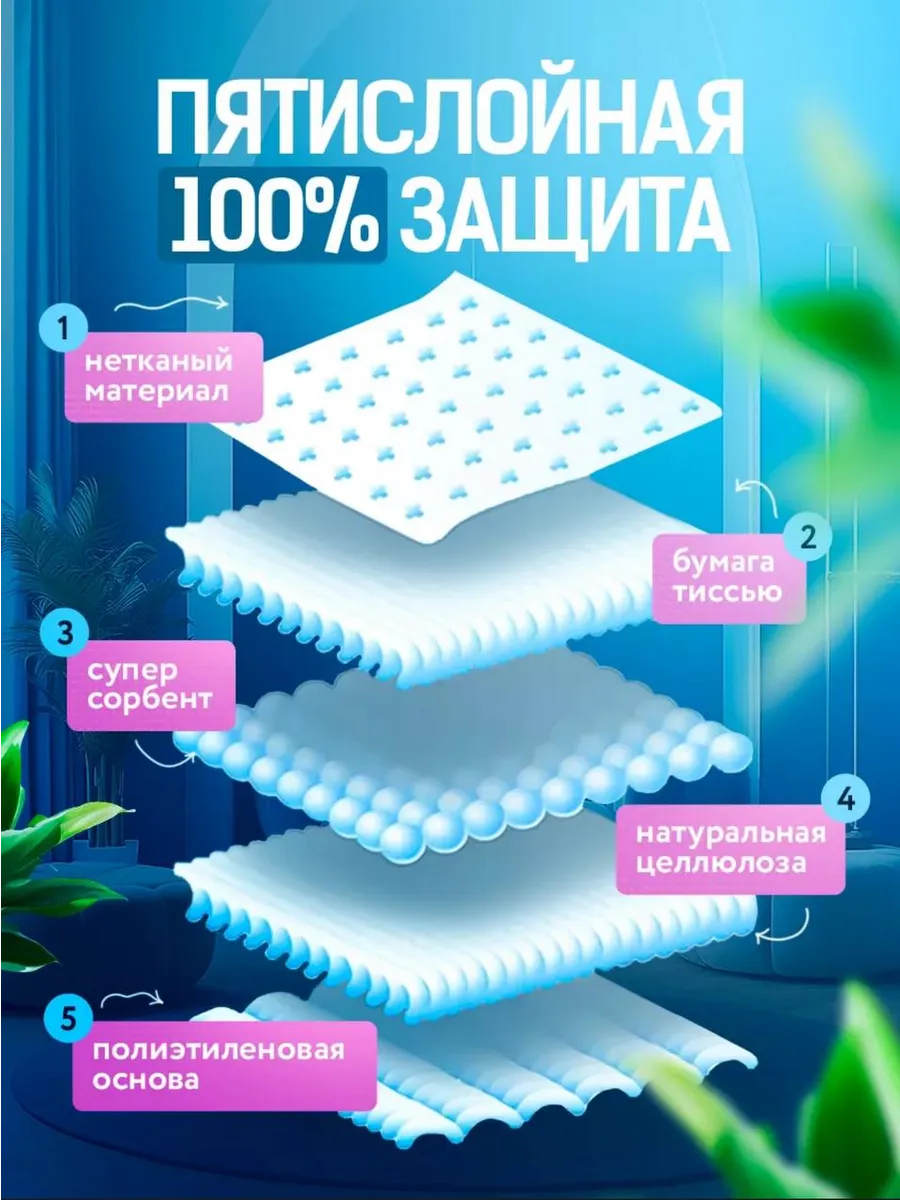 ПЯТИСЛОЙНАЯ
100% ЗАЩИТА
1
нетканый
материал
2
бумага
тиссью
3
супер
сорбент
4
натуральная
целлюлоза
5
полиэтиленовая
основа